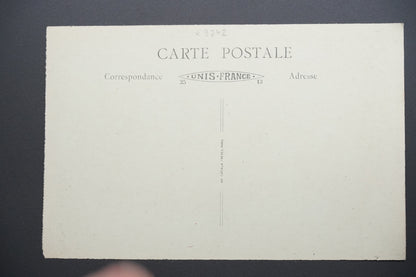 CARTE POSTALE
Correspondance
UNIS-FRANCE
Adresse